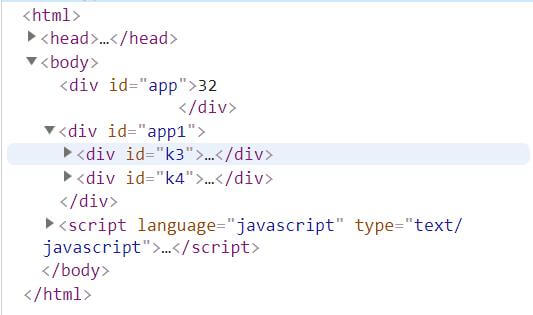 <html>
<head>…</head>
<body>
<div id="app">32
</div>
<div id="app1">
<div id="k3">…</div>
<div id="k4">…</div>
</div>
<script language="javascript" type="text/
javascript">…</script>
</body>
</html>